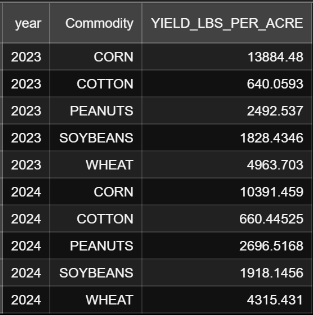 year Commodity YIELD_LBS_PER_ACRE
2023 CORN 13884.48
2023 COTTON 640.0593
2023 PEANUTS 2492.537
2023 SOYBEANS 1828.4346
2023 WHEAT 4963.703
2024 CORN 10391.459
2024 COTTON 660.44525
2024 PEANUTS 2696.5168
2024 SOYBEANS 1918.1456
2024 WHEAT 4315.431